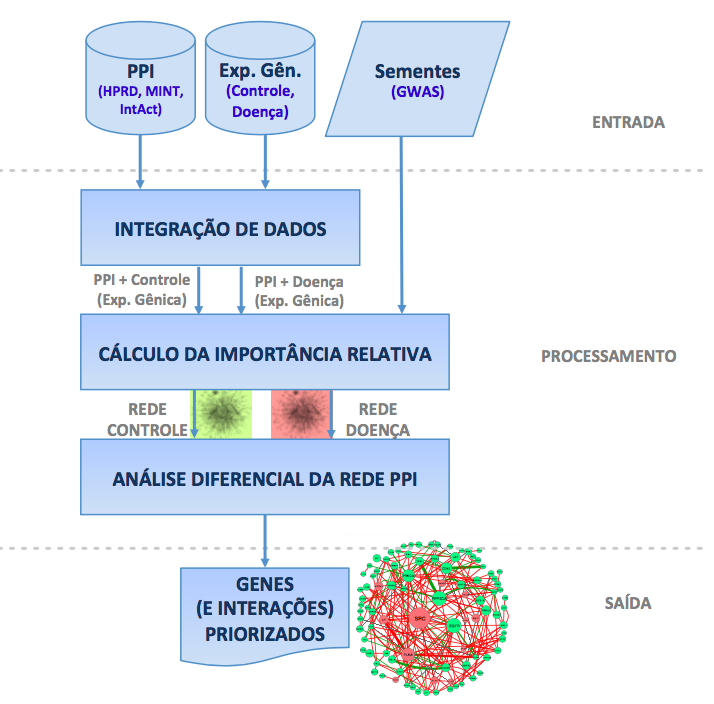 PPI
(HPRD, MINT,
IntAct)
Exp. Gên.
(Controle,
Doença)
Sementes
(GWAS)
ENTRADA
INTEGRAÇÃO DE DADOS
PPI + Controle
(Exp. Gênica)
PPI + Doença
(Exp. Gênica)
CÁLCULO DA IMPORTÂNCIA RELATIVA
PROCESSAMENTO
REDE
CONTROLE
REDE
DOENÇA
ANÁLISE DIFERENCIAL DA REDE PPI
GENES
(E INTERAÇÕES)
PRIORIZADOS
SRC
SAÍDA